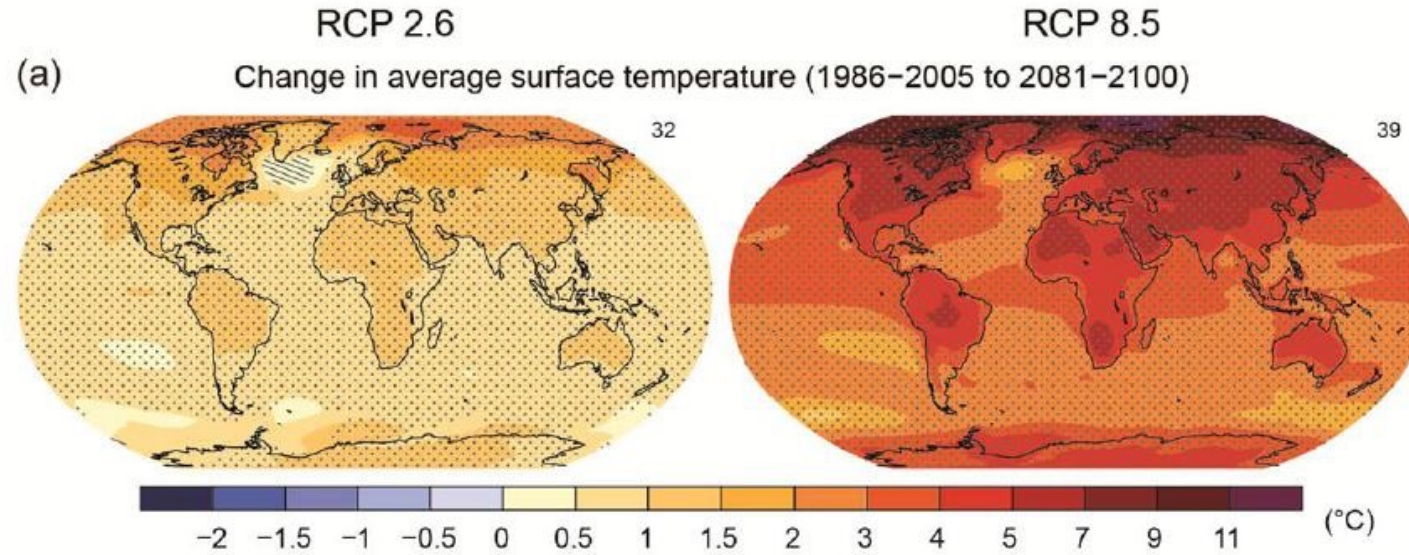 RCP 2.6 RCP 8.5
(a) Change in average surface temperature (1986−2005 to 2081−2100)
32 39
−2 −1.5 −1 −0.5 0 0.5 1 1.5 2 3 4 5 7 9 11 (°C)